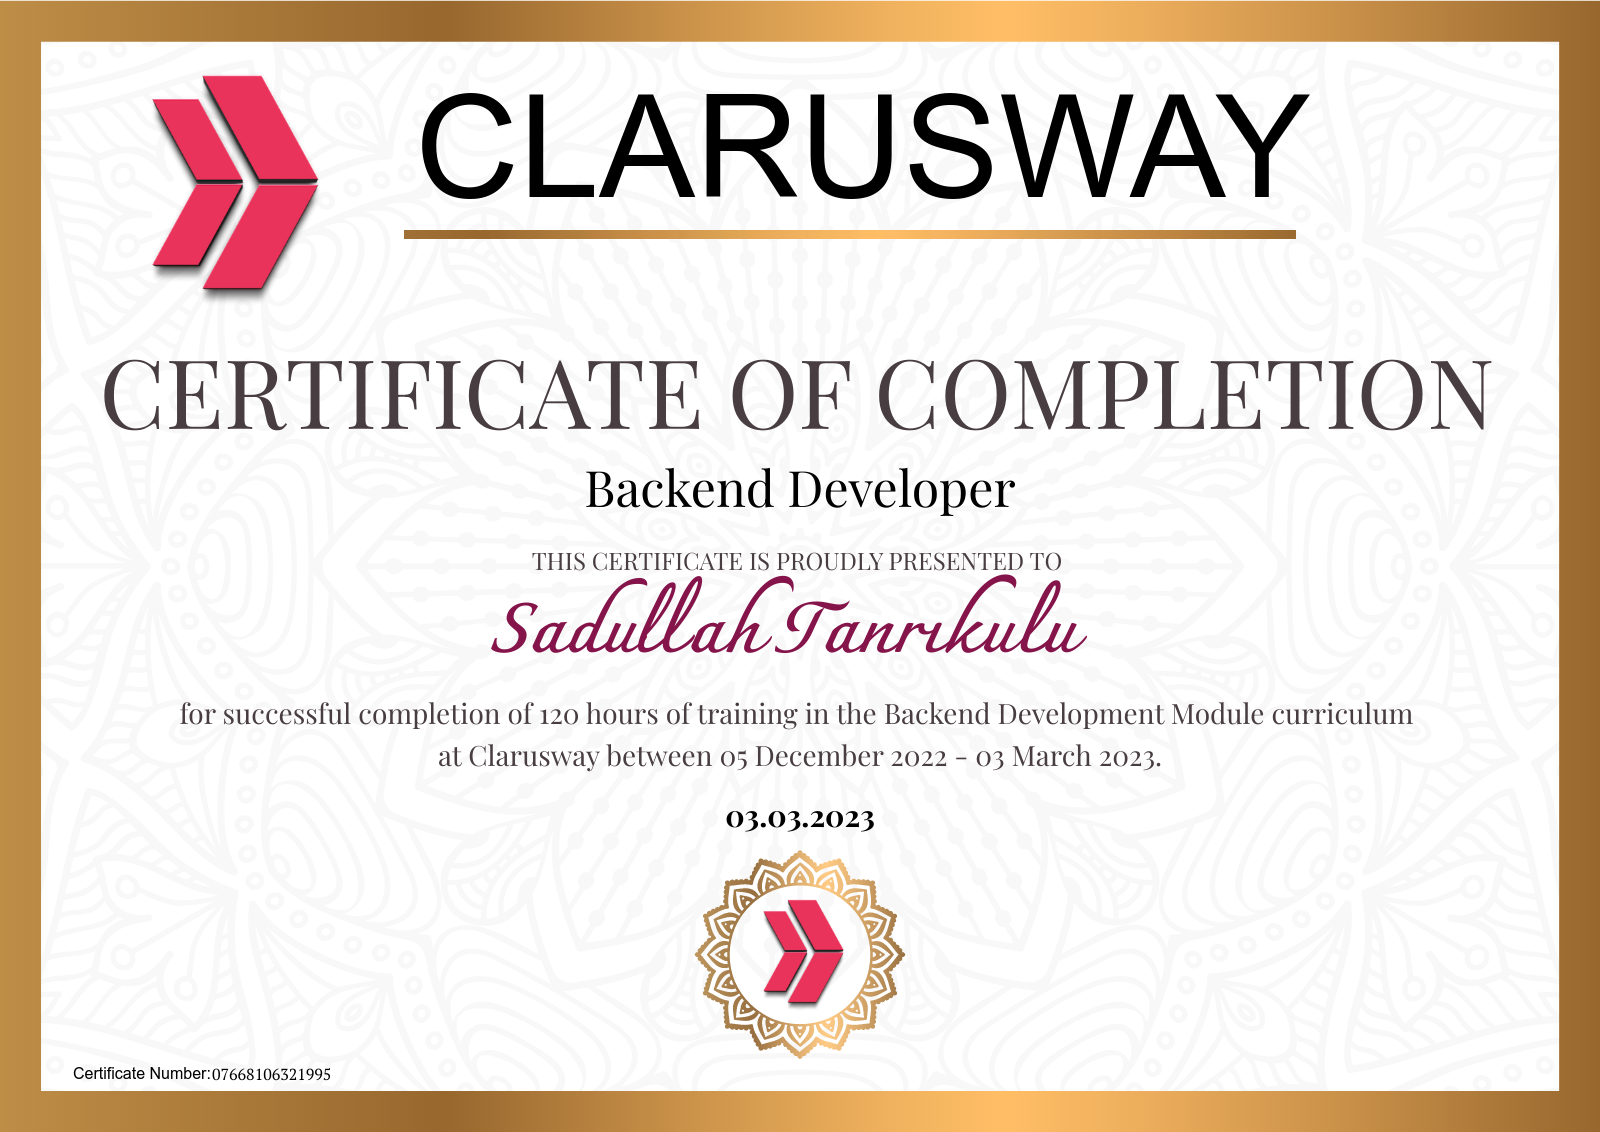 CLARUSWAY
CERTIFICATE OF COMPLETION
Backend Developer
THIS CERTIFICATE IS PROUDLY PRESENTED TO
Sadullah Tanrıkulu
for successful completion of 120 hours of training in the Backend Development Module curriculum
at Clarusway between 05 December 2022 - 03 March 2023.
03.03.2023
Certificate Number:07668106321995